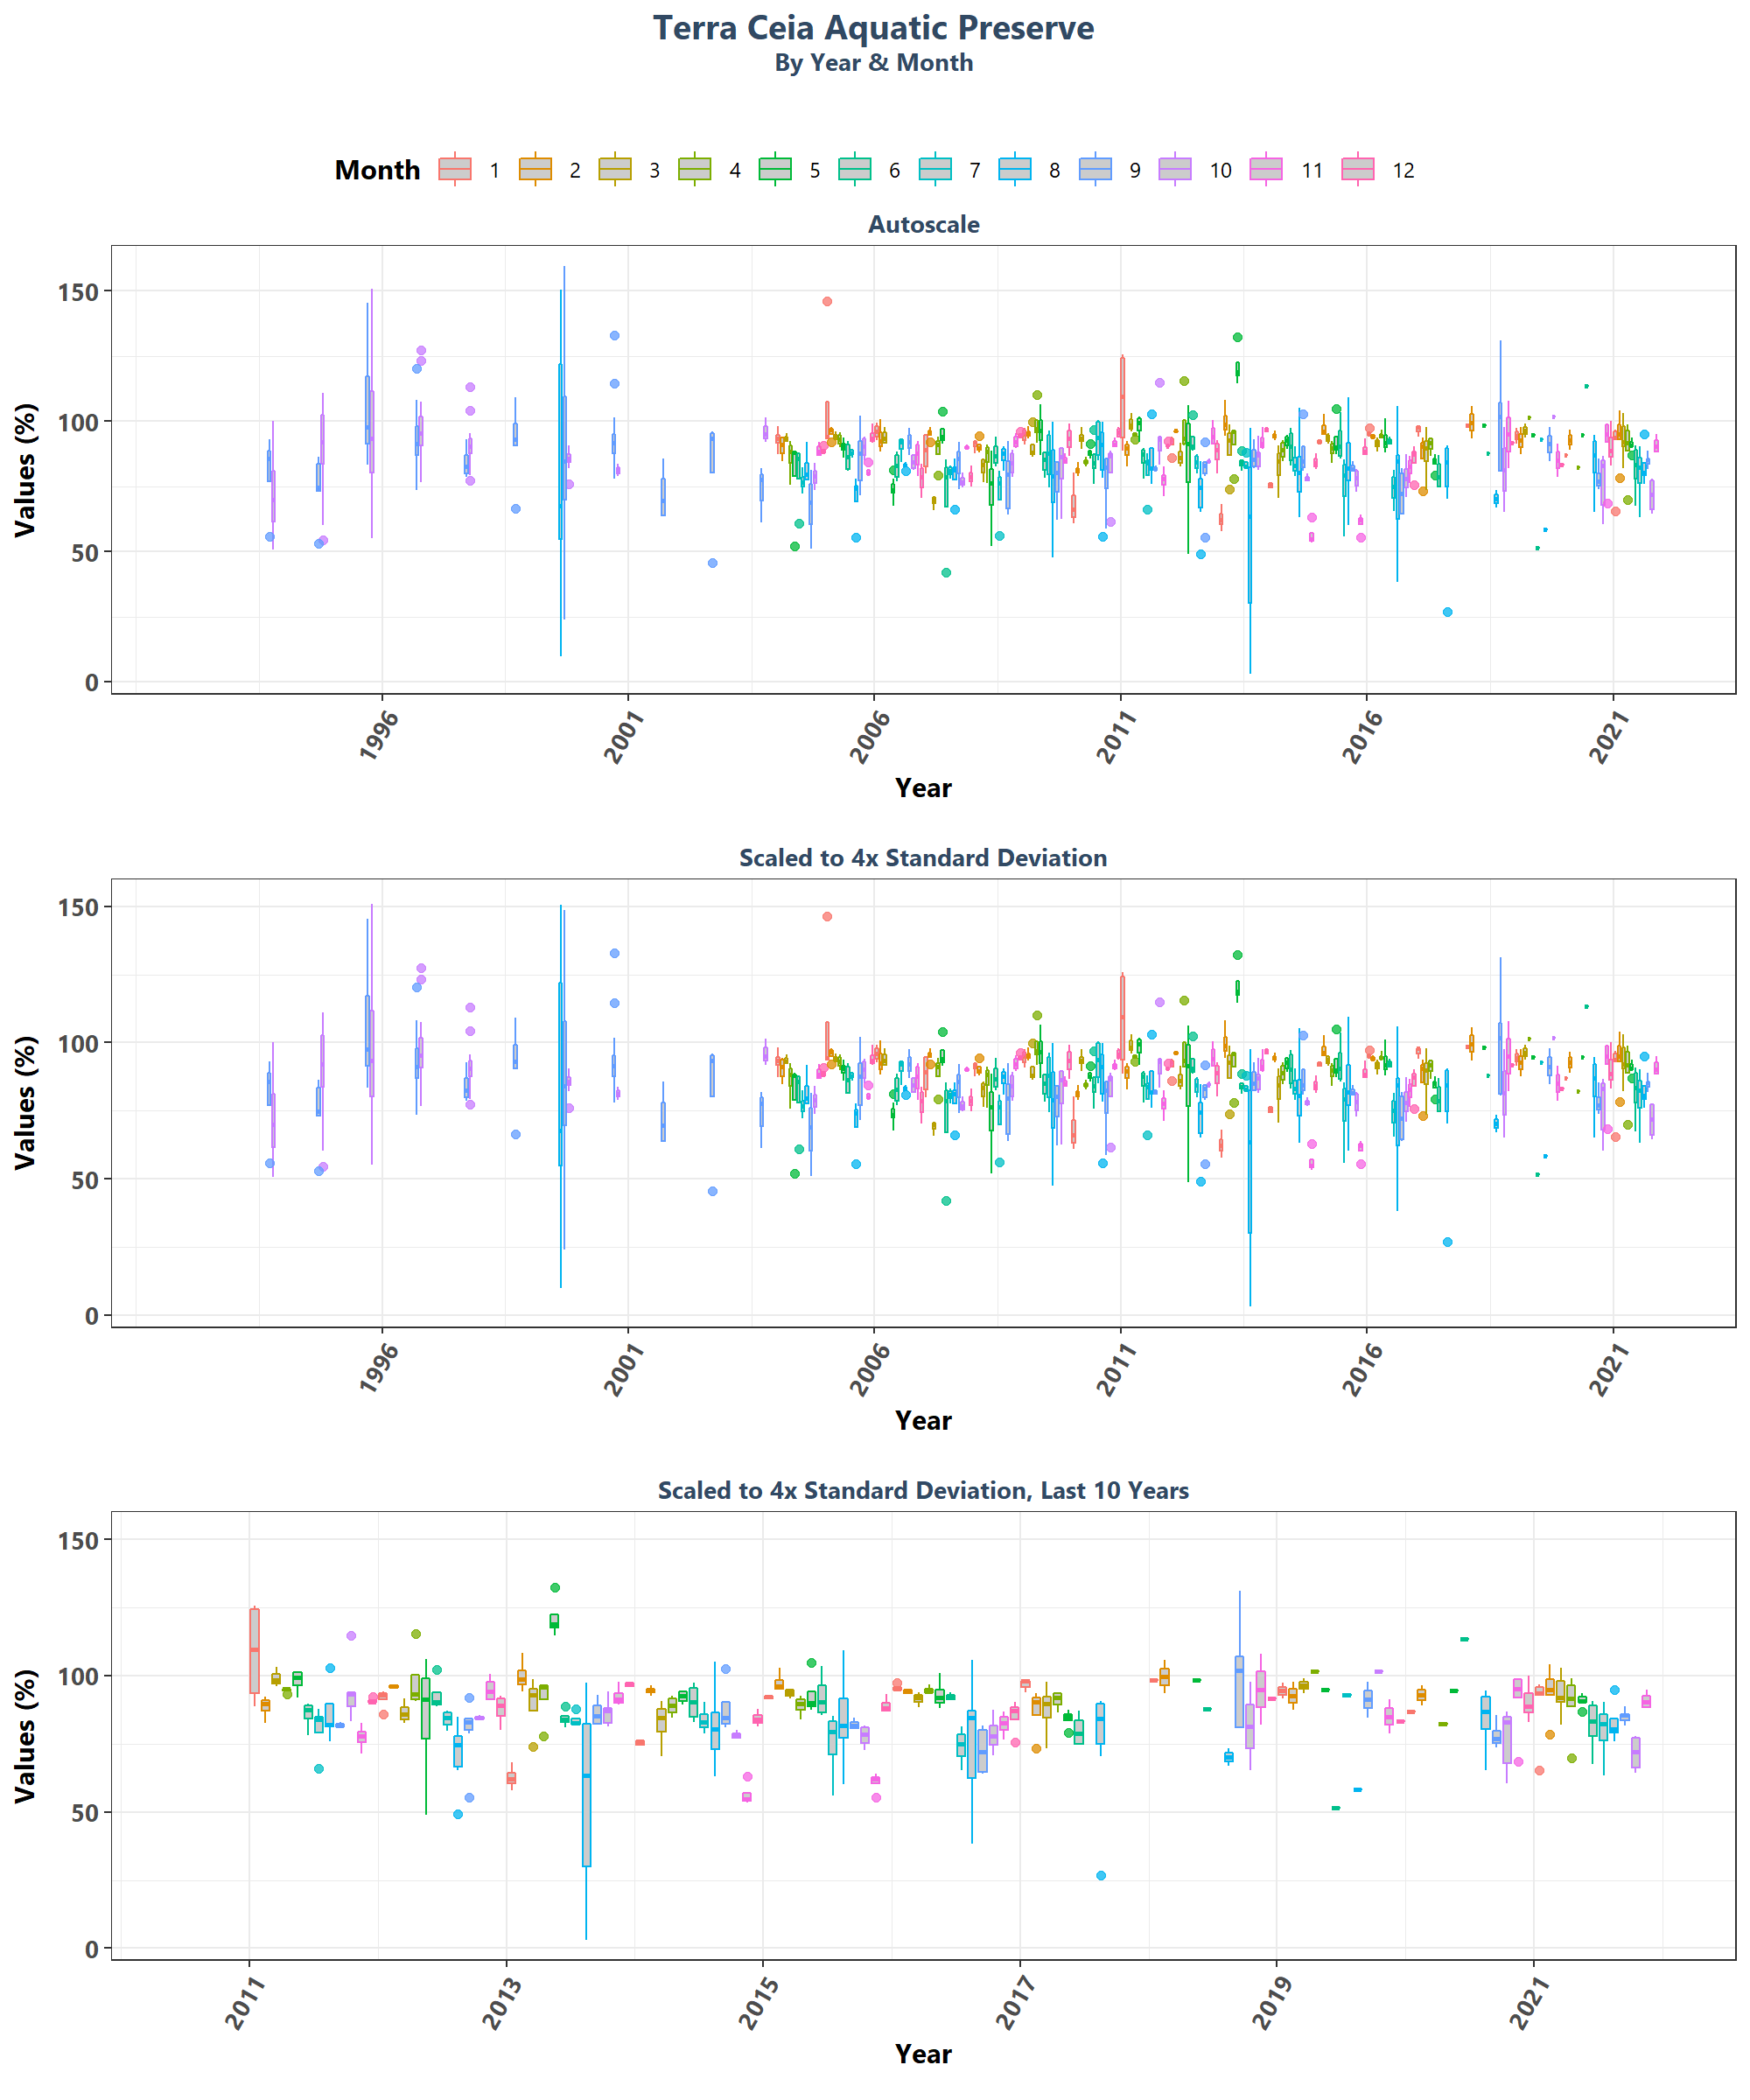 Terra Ceia Aquatic Preserve
By Year & Month
Month 1 2 3 4 5 6 7 8 9 10 11 12
Autoscale
Values (%)
150
100
50
0
1996 2001 2006 2011 2016 2021
Year
Scaled to 4x Standard Deviation
Values (%)
150
100
50
0
1996 2001 2006 2011 2016 2021
Year
Scaled to 4x Standard Deviation, Last 10 Years
Values (%)
150
100
50
0
2011 2013 2015 2017 2019 2021
Year